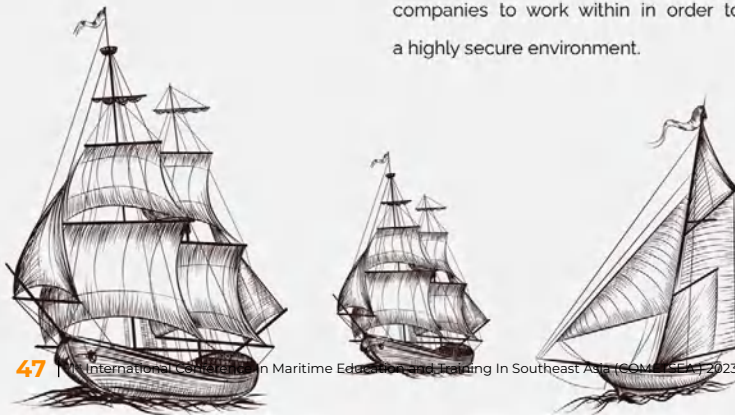 companies to work within in order to
a highly secure environment.
47 | 1st International Conference in Maritime Education and Training In Southeast Asia (COMETSEA) 2023